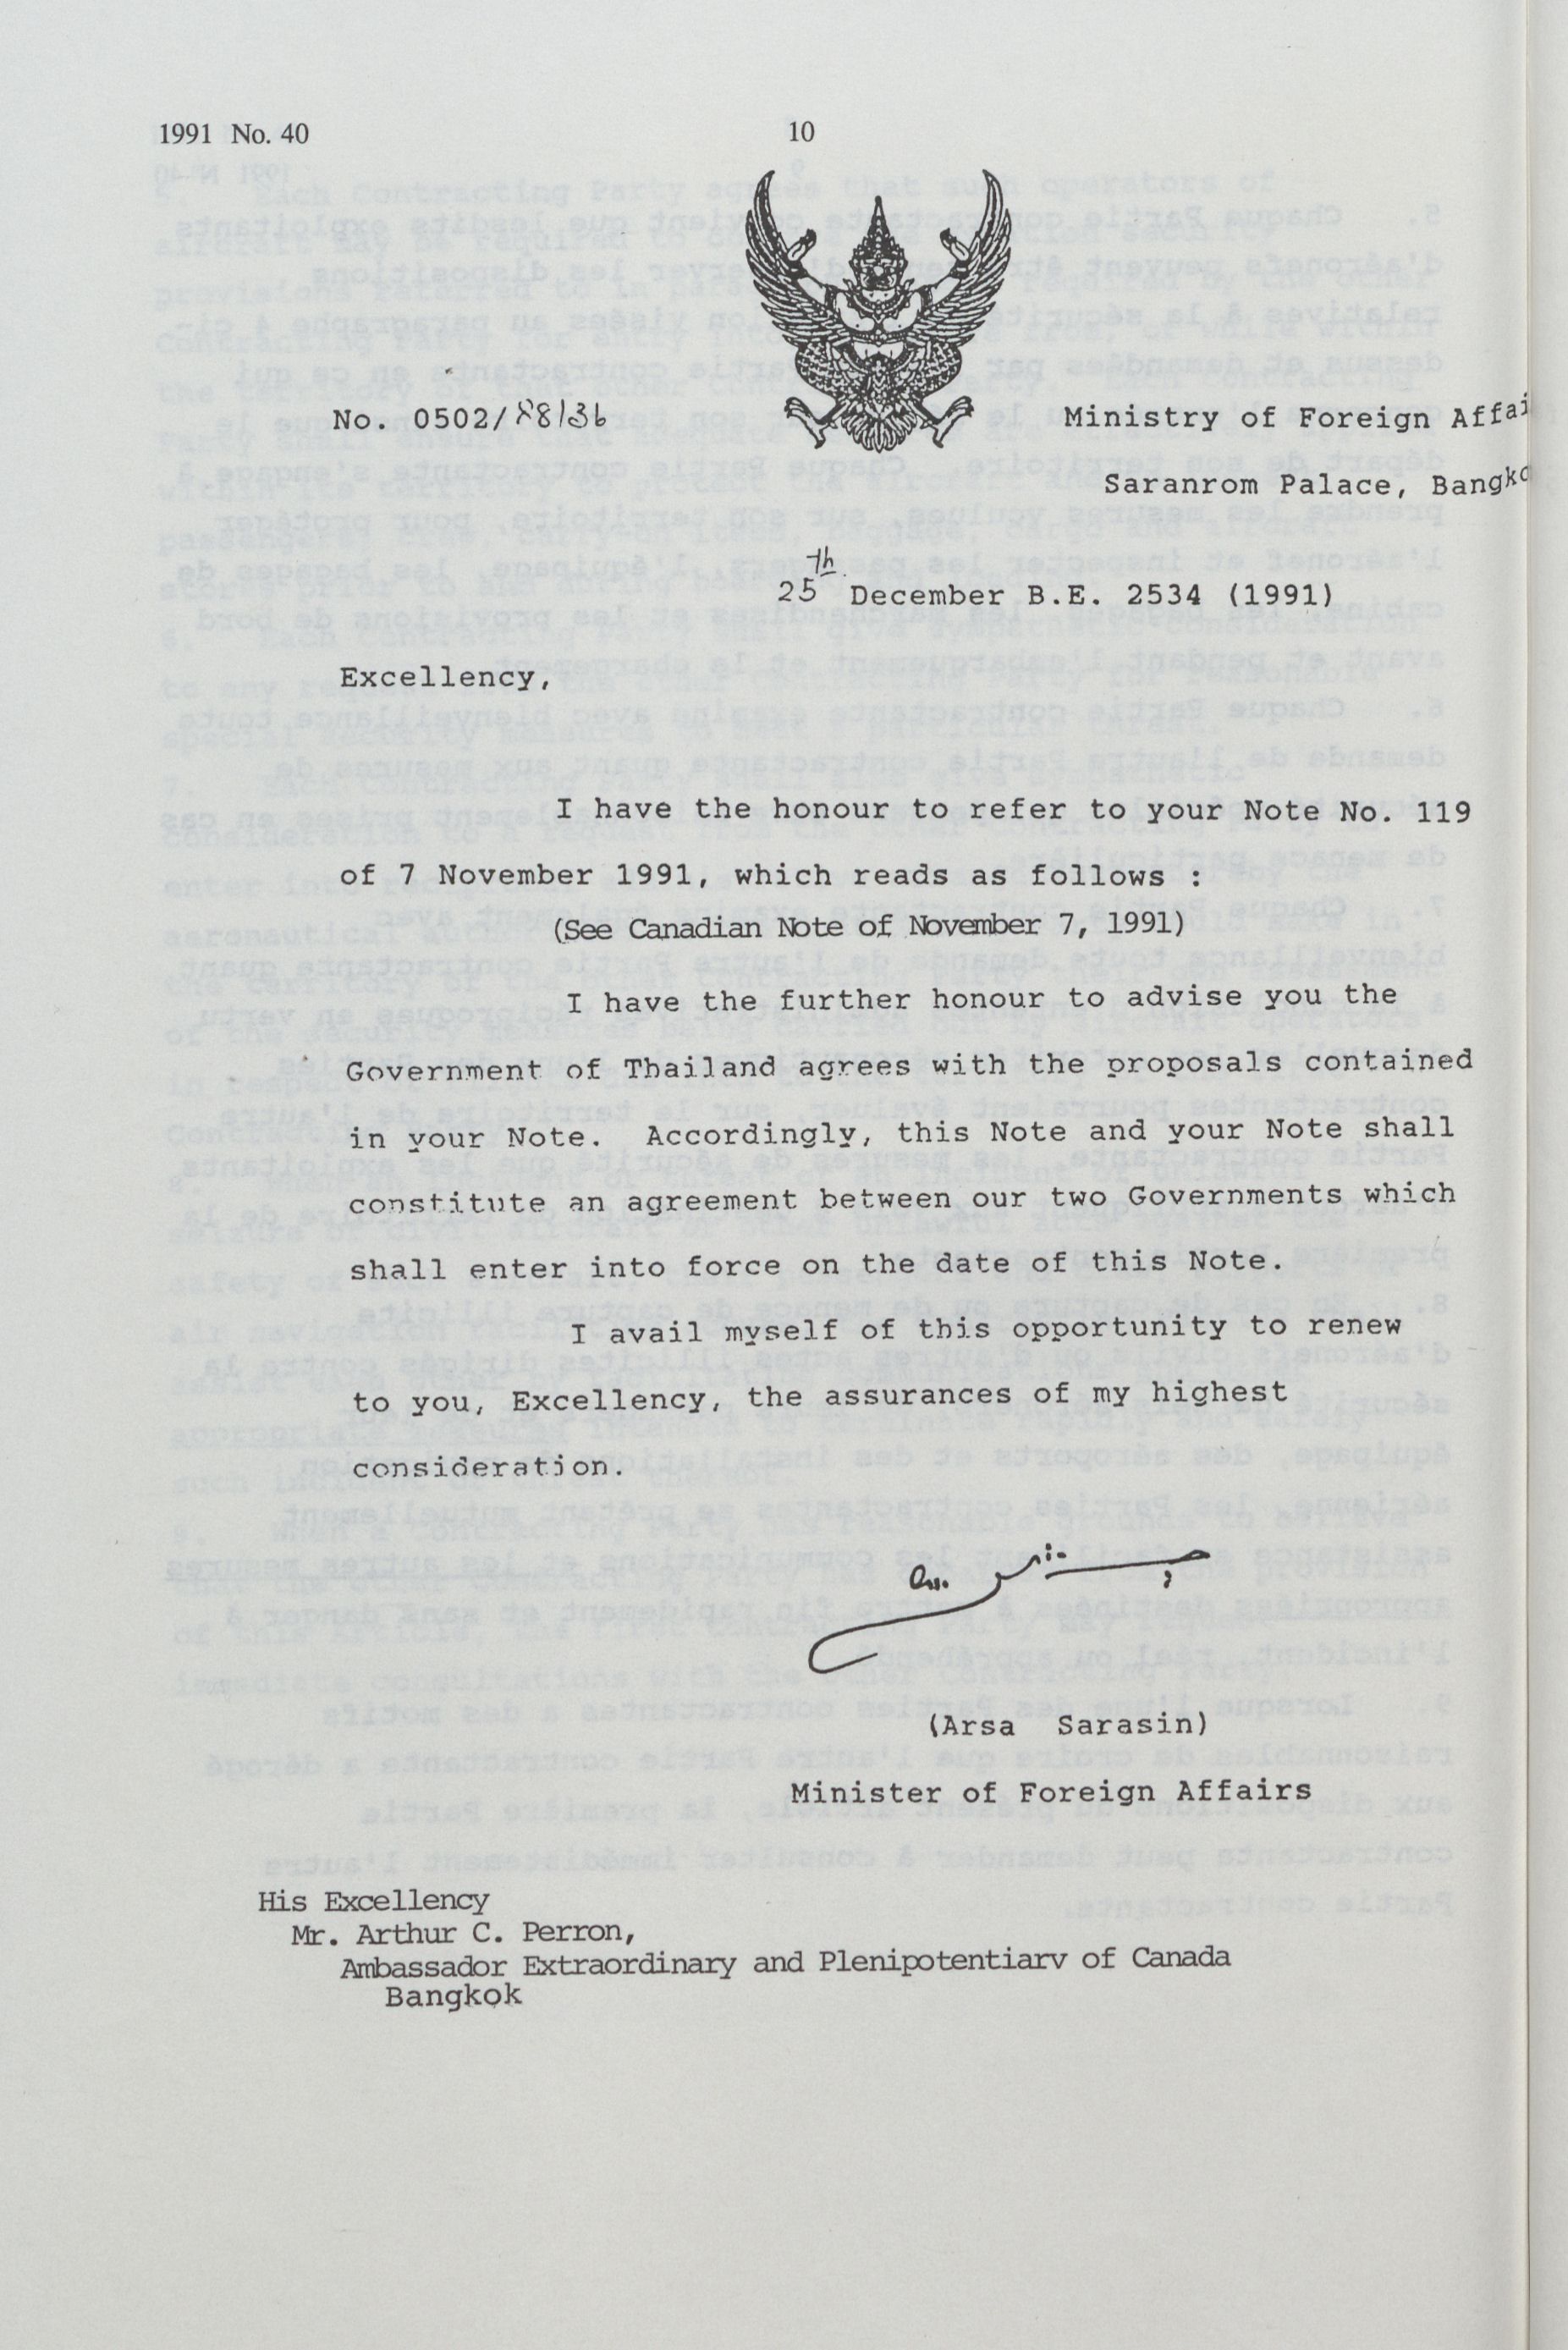 1991 No. 40
10
No. 0502/88136
Ministry of Foreign Affai
Saranrom Palace, Bangko
25th December B.E. 2534 (1991)
Excellency,
I have the honour to refer to your Note No. 119
of 7 November 1991, which reads as follows :
(See Canadian Note of November 7, 1991)
I have the further honour to advise you the
Government of Thailand agrees with the proposals contained
in your Note. Accordingly, this Note and your Note shall
constitute an agreement between our two Governments which
shall enter into force on the date of this Note.
I avail myself of this opportunity to renew
to you, Excellency, the assurances of my highest
consideration.
(Arsa Sarasin)
Minister of Foreign Affairs
His Excellency
Mr. Arthur C. Perron,
Ambassador Extraordinary and Plenipotentiary of Canada
Bangkok